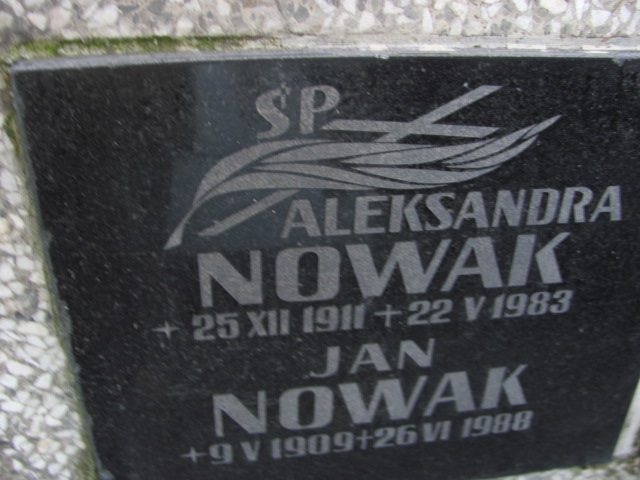 ŚP
ALEKSANDRA
NOWAK
+ 25 XII 1911 + 22 V 1983
JAN
NOWAK
+ 9 V 1909 + 26 VI 1988